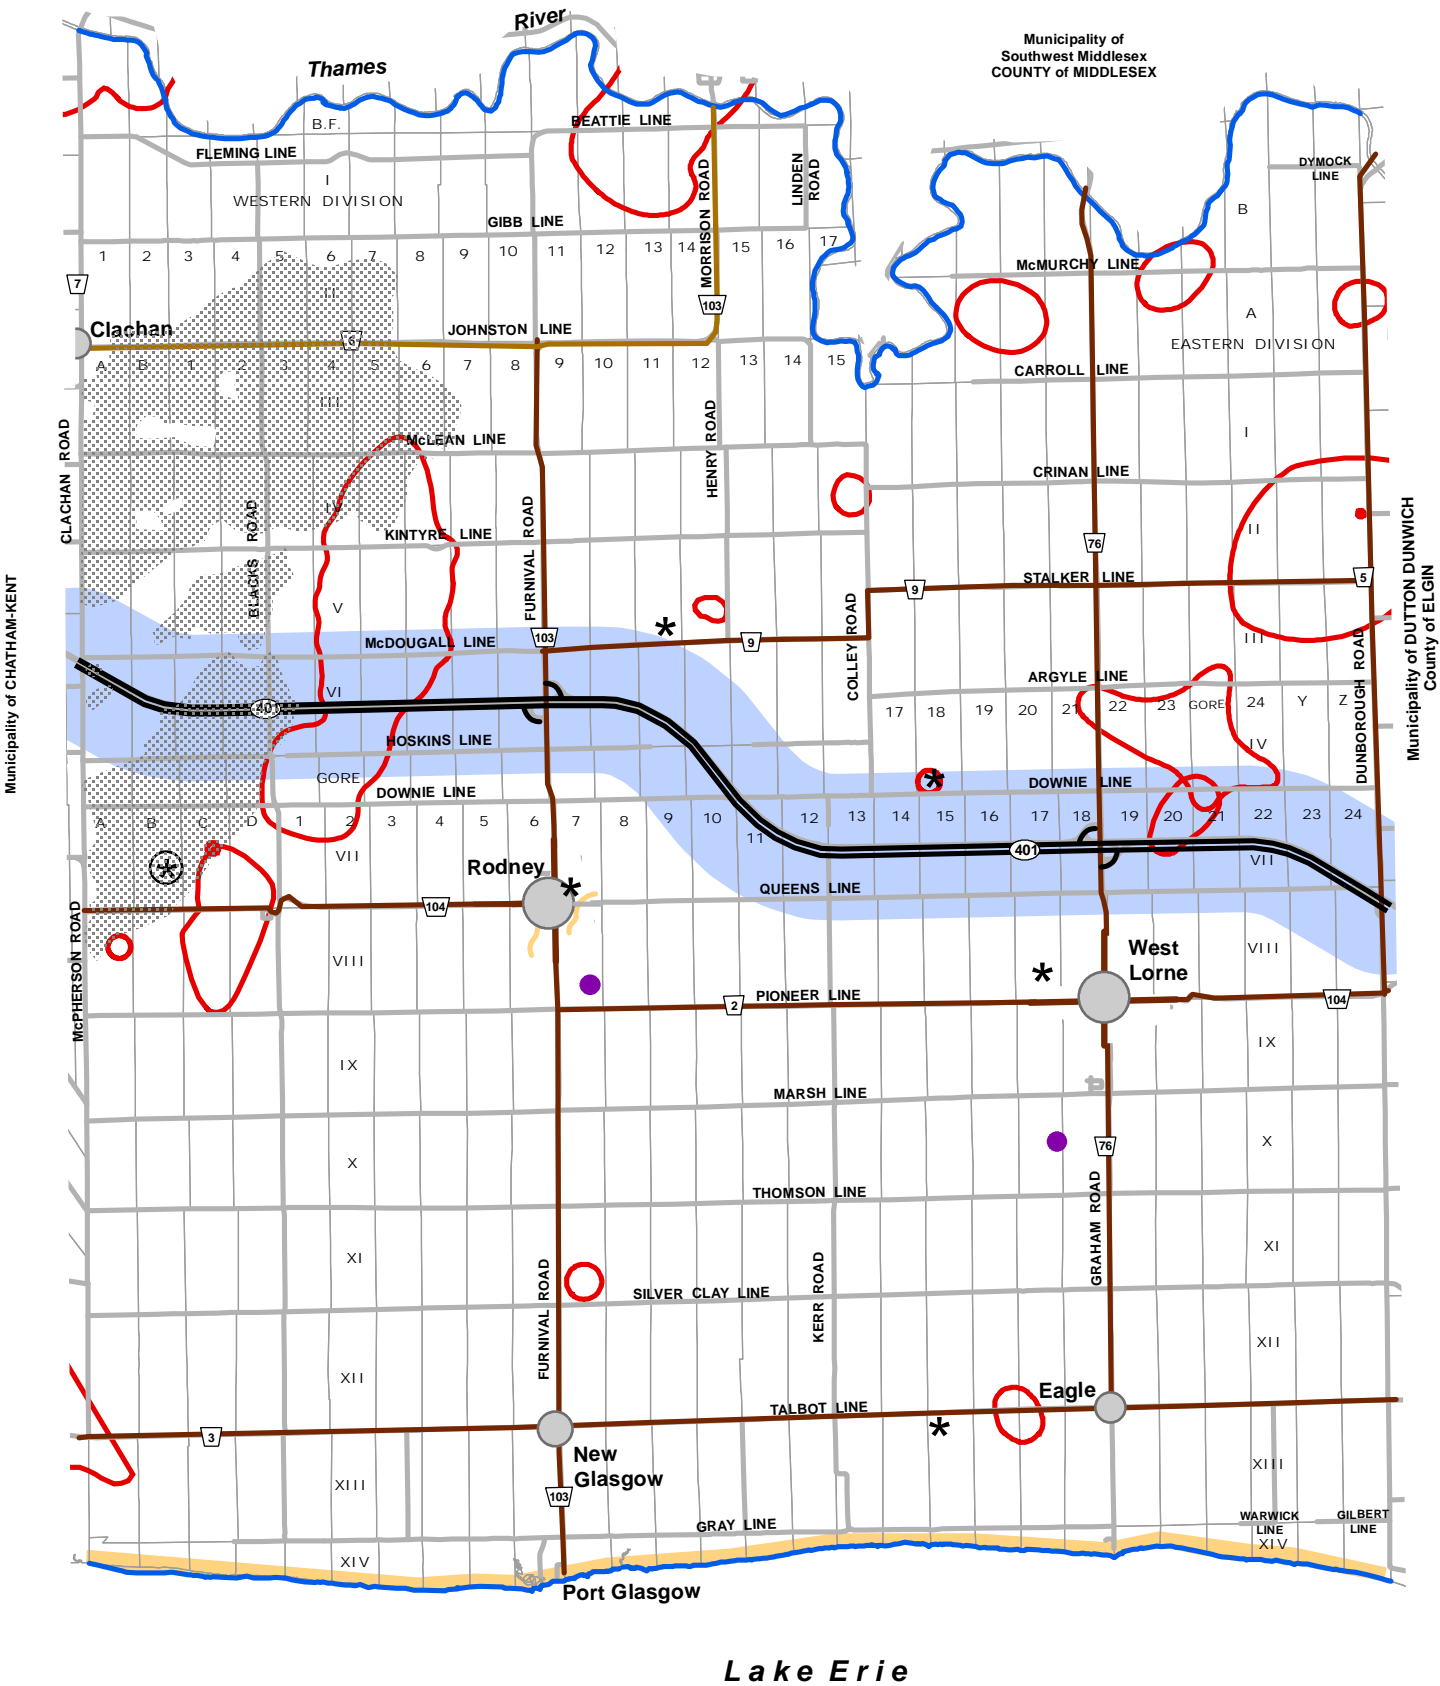 River
Thames
Municipality of
Southwest Middlesex
COUNTY of MIDDLESEX
B.F.
BEATTIE LINE
FLEMING LINE
LINDEN
ROAD
DYMOCK
LINE
I
WESTERN DIVISION
MORRISON ROAD
B
GIBB LINE
1 2 3 4 5 6 7 8 9 10 11 12 13 14 15 16 17
McMURCHY LINE
7
II
103
A
Clachan
JOHNSTON LINE
6
EASTERN DIVISION
A B 1 2 3 4 5 6 7 8 9 10 11 12 13 14 15
CARROLL LINE
III
HENRY ROAD
McLEAN LINE
I
CLACHAN ROAD
CRINAN LINE
IV
BLACKS ROAD
FURNIVAL ROAD
KINTYRE LINE
II
76
STALKER LINE
9
5
Municipality of CHATHAM-KENT
Municipality of DUTTON DUNWICH
County of ELGIN
V
COLLEY ROAD
*
103
McDOUGALL LINE
9
III
DUNBOROUGH ROAD
ARGYLE LINE
VI
401
17 18 19 20 21 22 23 GORE 24 Y Z
HOSKINS LINE
IV
GORE
DOWNIE LINE
*
DOWNIE LINE
A B C D 1 2 3 4 5 6 7 8 9 10 11 12 13 14 15 16 17 18 19 20 21 22 23 24
401
VII
VII
*
Rodney
*
QUEENS LINE
104
McPHERSON ROAD
VIII
*
West
Lorne
VIII
PIONEER LINE
2
104
IX
IX
MARSH LINE
X
76
X
THOMSON LINE
GRAHAM ROAD
XI
XI
FURNIVAL ROAD
KERR ROAD
SILVER CLAY LINE
XII
XII
Eagle
TALBOT LINE
*
3
New
Glasgow
XIII
XIII
103
GRAY LINE
WARWICK
LINE
GILBERT
LINE
XIV
XIV
Port Glasgow
Lake Erie